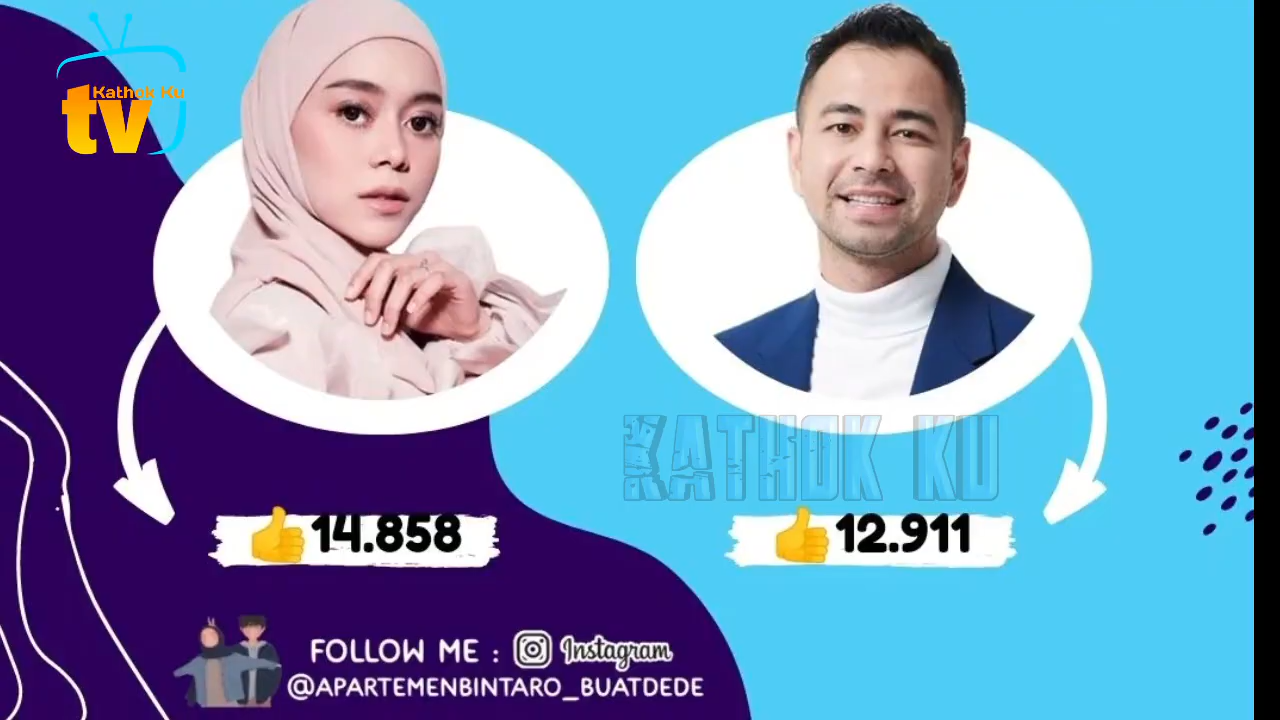 Kathok Ku
tv
KATHOK KU
14.858
12.911
FOLLOW ME : Instagram
@APARTEMENBINTARO_BUATDEDE